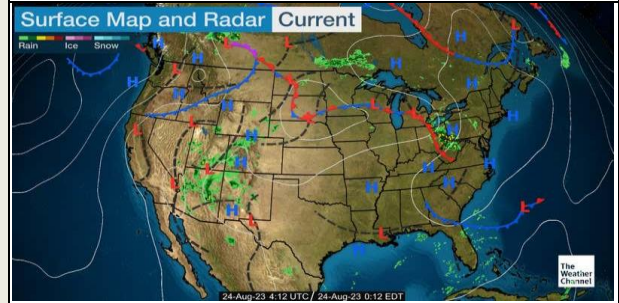 Surface Map and Radar Current
Rain Ice Snow
H L L L L
H L H L
H H L H
H H L L L H
L L H H
H L H H
L H H H
H L
L L
H
24-Aug-23 4:12 UTC / 24-Aug-23 0:12 EDT
The
Weather
Channel